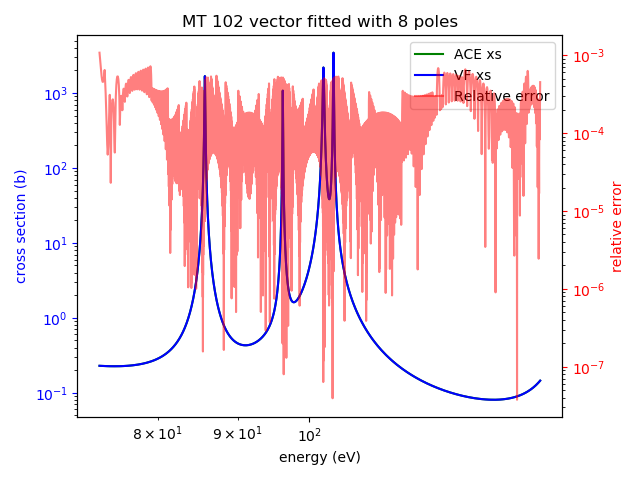 MT 102 vector fitted with 8 poles
ACE xs
VF xs
Relative error
cross section (b)
10³
10²
10¹
10⁰
10⁻¹
10⁻³
10⁻⁴
10⁻⁵
10⁻⁶
10⁻⁷
relative error
8 × 10¹ 9 × 10¹ 10²
energy (eV)